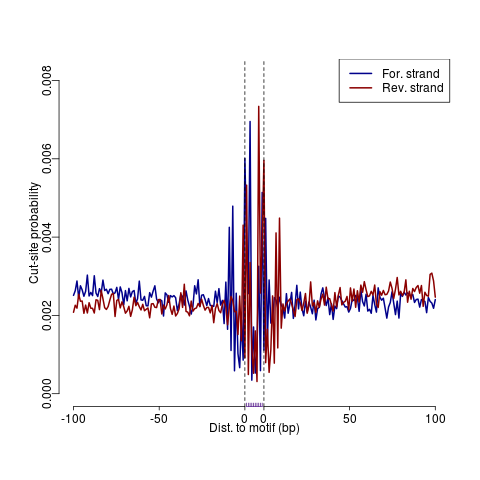 For. strand
Rev. strand
Cut-site probability
0.008
0.006
0.004
0.002
0.000
-100 -50 0 0 50 100
Dist. to motif (bp)